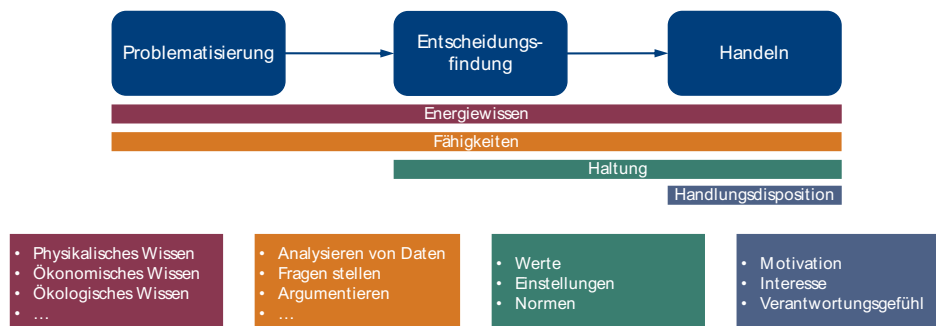 Problematisierung
Entscheidungs-
findung
Handeln
Energiewissen
Fähigkeiten
Haltung
Handlungsdisposition
• Physikalisches Wissen
• Ökonomisches Wissen
• Ökologisches Wissen
• …
• Analysieren von Daten
• Fragen stellen
• Argumentieren
• …
• Werte
• Einstellungen
• Normen
• Motivation
• Interesse
• Verantwortungsgefühl